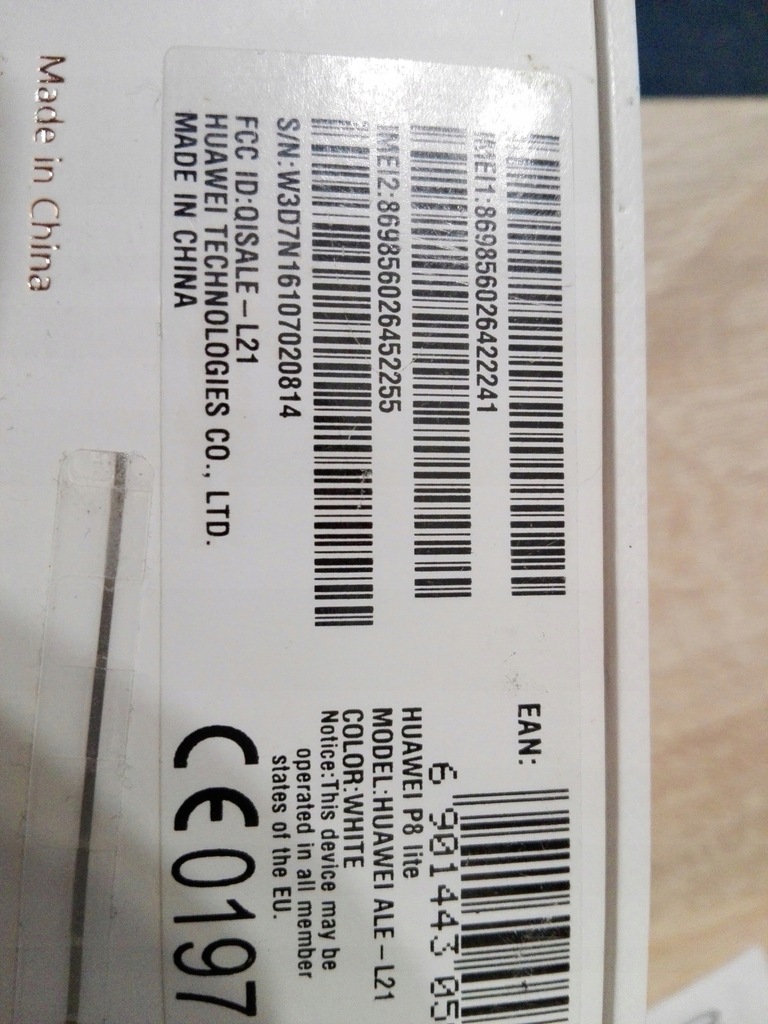 IMEI1:869856026422241
IMEI2:869856026452255
S/N:W3D7N16107020814
FCC ID:QISALE-L21
HUAWEI TECHNOLOGIES CO., LTD.
MADE IN CHINA
EAN:
6 901443 05
HUAWEI P8 lite
MODEL:HUAWEI ALE-L21
COLOR:WHITE
Notice:This device may be
operated in all member
states of the EU.
CE0197
Made in China